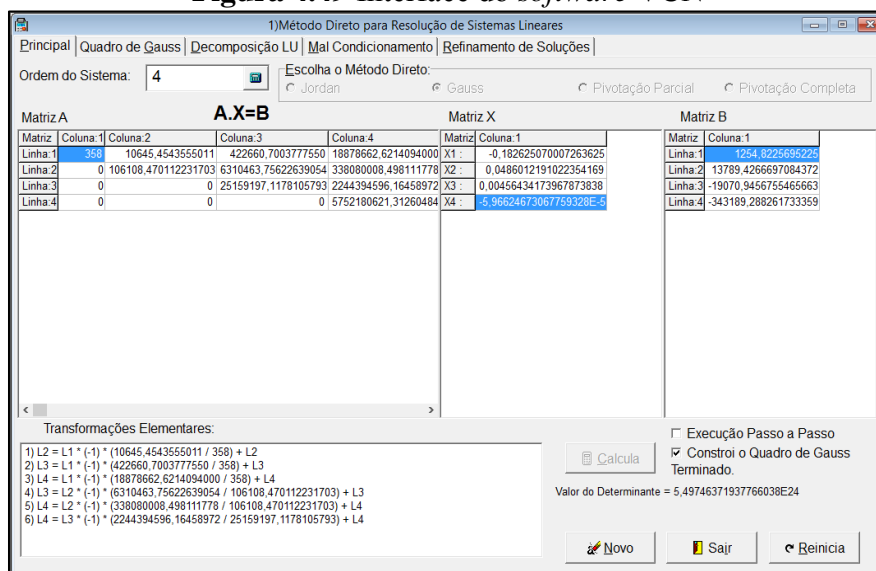 1)Método Direto para Resolução de Sistemas Lineares
Principal Quadro de Gauss Decomposição LU Mal Condicionamento Refinamento de Soluções
Ordem do Sistema: 4
Escolha o Método Direto:
Jordan Gauss Pivotação Parcial Pivotação Completa
Matriz A A.X=B Matriz X Matriz B
Matriz Coluna:1 Coluna:2 Coluna:3 Coluna:4 Matriz Coluna:1 Matriz Coluna:1
Linha:1 358 10645,4543555011 422660,7003777550 18878662,6214094000 X1 : -0,182625070007263625 Linha:1 1254,8225695225
Linha:2 0 106108,470112231703 6310463,75622639054 338080008,498111778 X2 : 0,0486012191022354169 Linha:2 13789,4266697084372
Linha:3 0 0 25159197,1178105793 2244394596,16458972 X3 : 0,00456434173967873838 Linha:3 -19070,9456755465663
Linha:4 0 0 0 5752180621,31260484 X4 : -5,96624673067759328E-5 Linha:4 -343189,288261733359
Transformações Elementares:
1) L2 = L1 * (-1) * (10645,4543555011 / 358) + L2
2) L3 = L1 * (-1) * (422660,7003777550 / 358) + L3
3) L4 = L1 * (-1) * (18878662,6214094000 / 358) + L4
4) L3 = L2 * (-1) * (6310463,75622639054 / 106108,470112231703) + L3
5) L4 = L2 * (-1) * (338080008,498111778 / 106108,470112231703) + L4
6) L4 = L3 * (-1) * (2244394596,16458972 / 25159197,1178105793) + L4
Calcula
Execução Passo a Passo
Constroi o Quadro de Gauss
Terminado.
Valor do Determinante = 5,49746371937766038E24
Novo Sair Reinicia